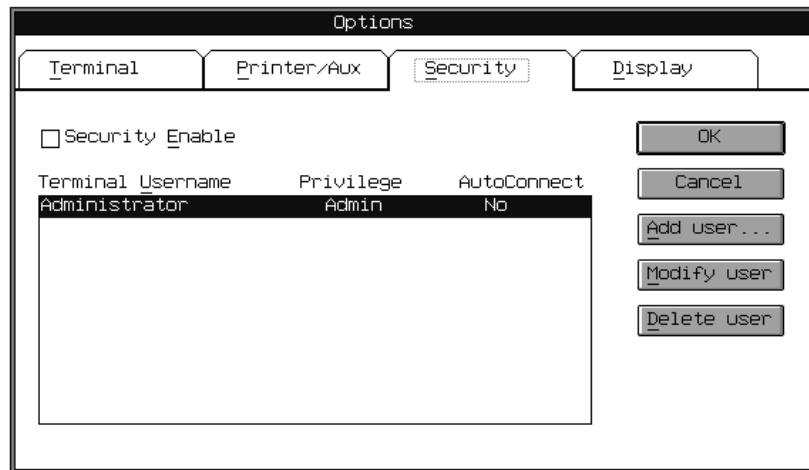 Options
Terminal
Printer/Aux
Security
Display
Security Enable
OK
Terminal Username Privilege AutoConnect
Cancel
Administrator Admin No
Add user...
Modify user
Delete user